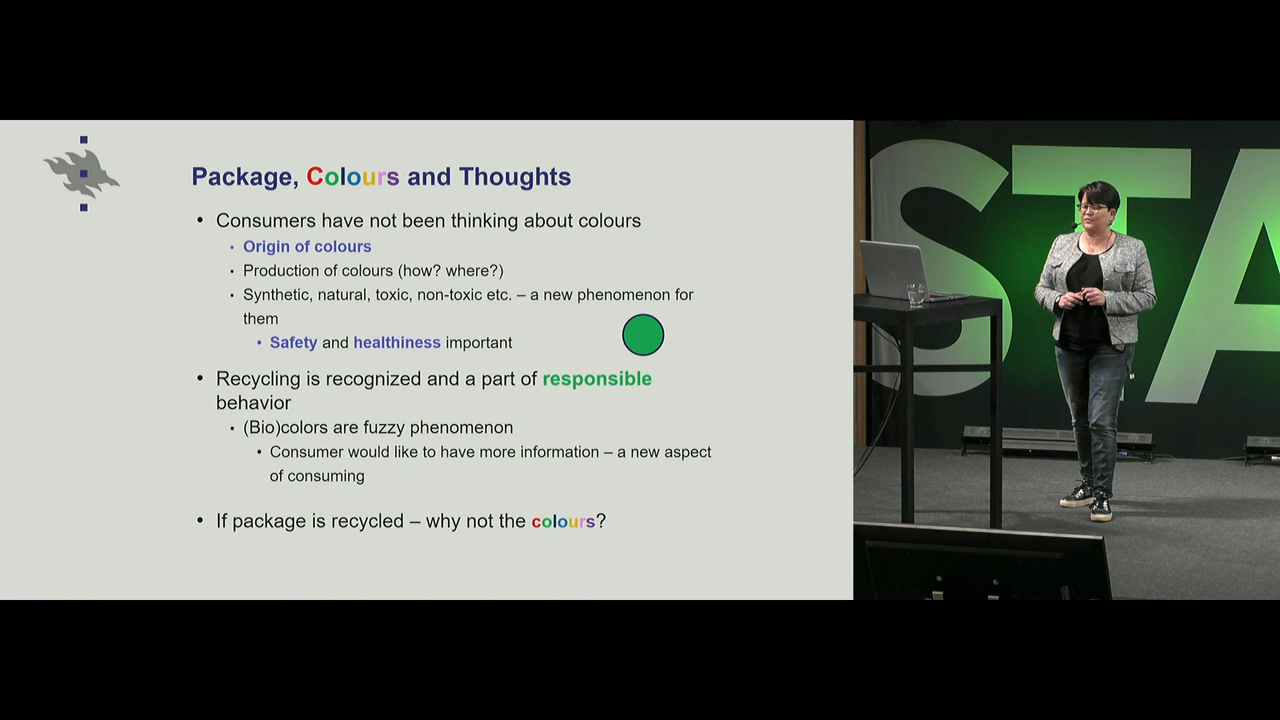 Package, Colours and Thoughts
• Consumers have not been thinking about colours
• Origin of colours
• Production of colours (how? where?)
• Synthetic, natural, toxic, non-toxic etc. – a new phenomenon for
them
• Safety and healthiness important
• Recycling is recognized and a part of responsible
behavior
• (Bio)colors are fuzzy phenomenon
• Consumer would like to have more information – a new aspect
of consuming
• If package is recycled – why not the colours?
STA